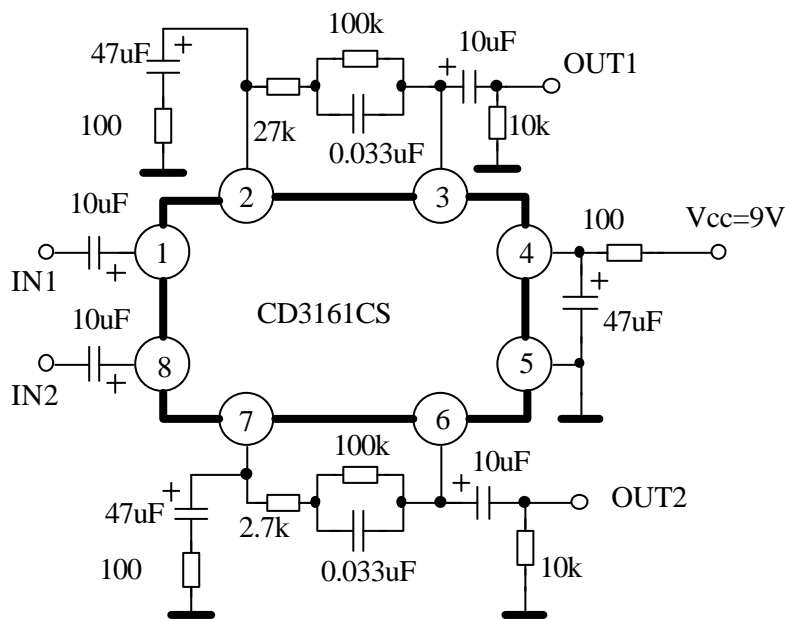 100k
10uF
47uF
+
+
OUT1
100
27k
10k
0.033uF
2
3
10uF
100
Vcc=9V
1
4
IN1
+
+
10uF
CD3161CS
47uF
8
5
IN2
+
7
6
100k
10uF
+
+
47uF
2.7k
OUT2
100
0.033uF
10k